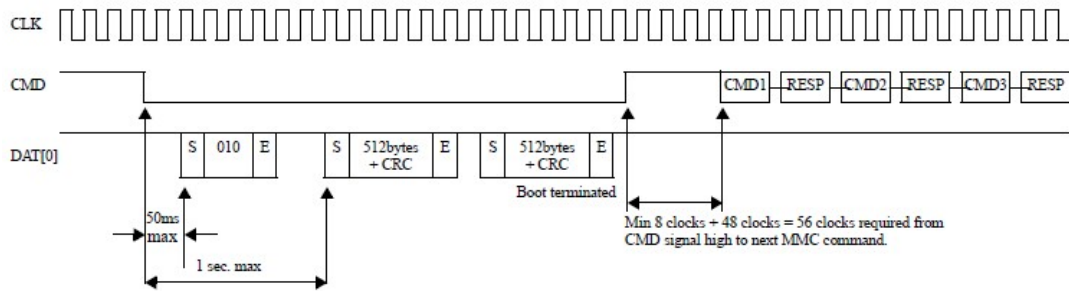 CLK
CMD
CMD1 RESP CMD2 RESP CMD3 RESP
DAT[0]
S 010 E S 512bytes + CRC E S 512bytes + CRC E
Boot terminated
50ms
max
Min 8 clocks + 48 clocks = 56 clocks required from
CMD signal high to next MMC command.
1 sec. max